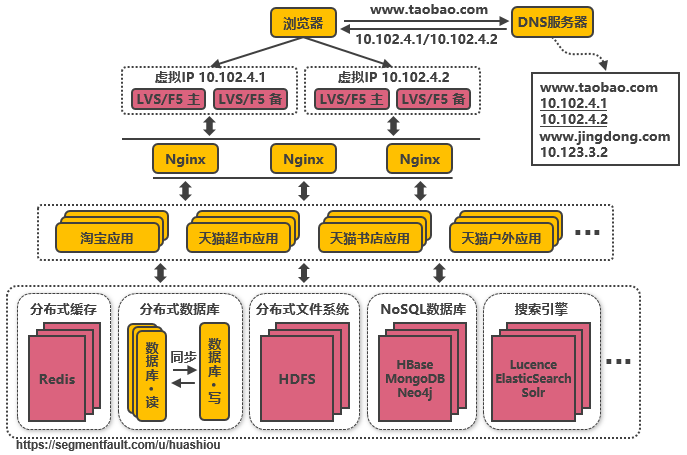 浏览器
www.taobao.com
10.102.4.1/10.102.4.2
DNS服务器
www.taobao.com
10.102.4.1
10.102.4.2
www.jingdong.com
10.123.3.2
虚拟IP 10.102.4.1
LVS/F5 主
LVS/F5 备
虚拟IP 10.102.4.2
LVS/F5 主
LVS/F5 备
Nginx
Nginx
Nginx
淘宝应用
天猫超市应用
天猫书店应用
天猫户外应用
...
分布式缓存
Redis
分布式数据库
数据库·读
同步
数据库·写
分布式文件系统
HDFS
NoSQL数据库
HBase
MongoDB
Neo4j
搜索引擎
Lucence
ElasticSearch
Solr
...
https://segmentfault.com/u/huashiou